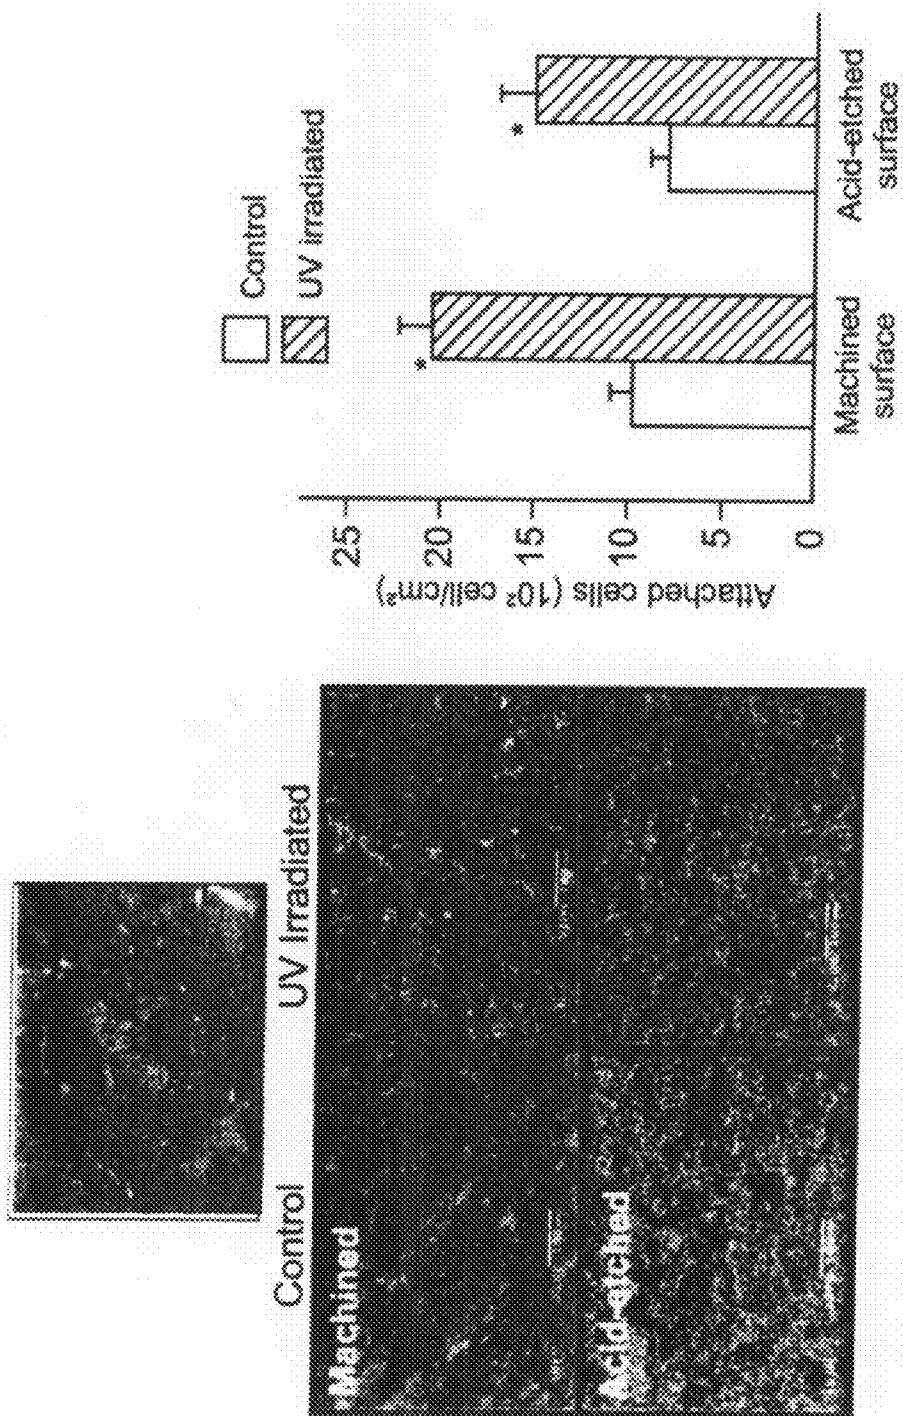 Control
UV Irradiated
Machined
Acid-etched
Control
UV irradiated
Attached cells (10² cell/cm²)
25
20
15
10
5
0
*
*
Machined
surface
Acid-etched
surface